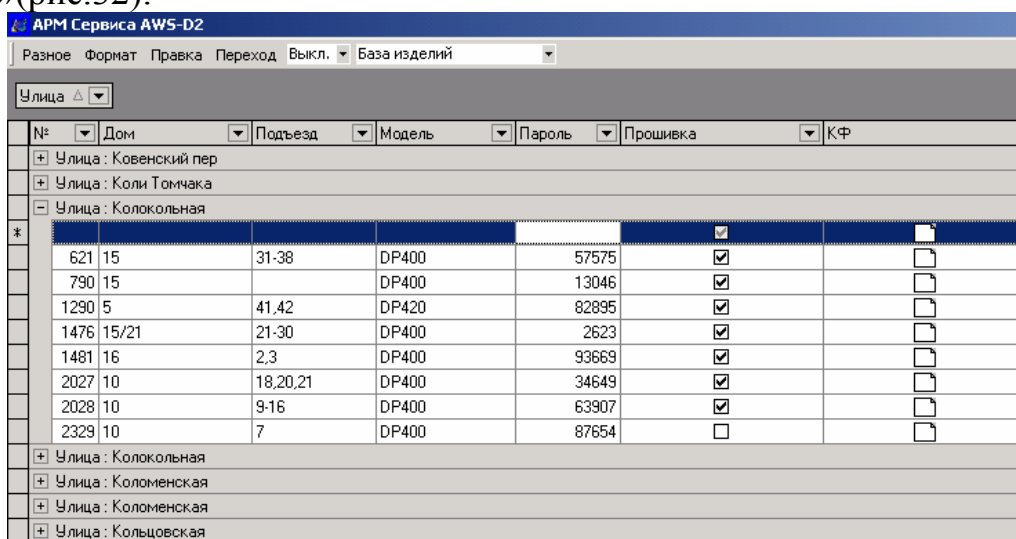 (рис.52).
АРМ Сервиса AWS-D2
Разное Формат Правка Переход Выкл. База изделий
Улица
№ Дом Подъезд Модель Пароль Прошивка КФ
Улица : Ковенский пер
Улица : Коли Томчака
Улица : Колокольная
*
621 15 31-38 DP400 57575
790 15 DP400 13046
1290 5 41,42 DP420 82895
1476 15/21 21-30 DP400 2623
1481 16 2,3 DP400 93669
2027 10 18,20,21 DP400 34649
2028 10 9-16 DP400 63907
2329 10 7 DP400 87654
Улица : Колокольная
Улица : Коломенская
Улица : Коломенская
Улица : Кольцовская